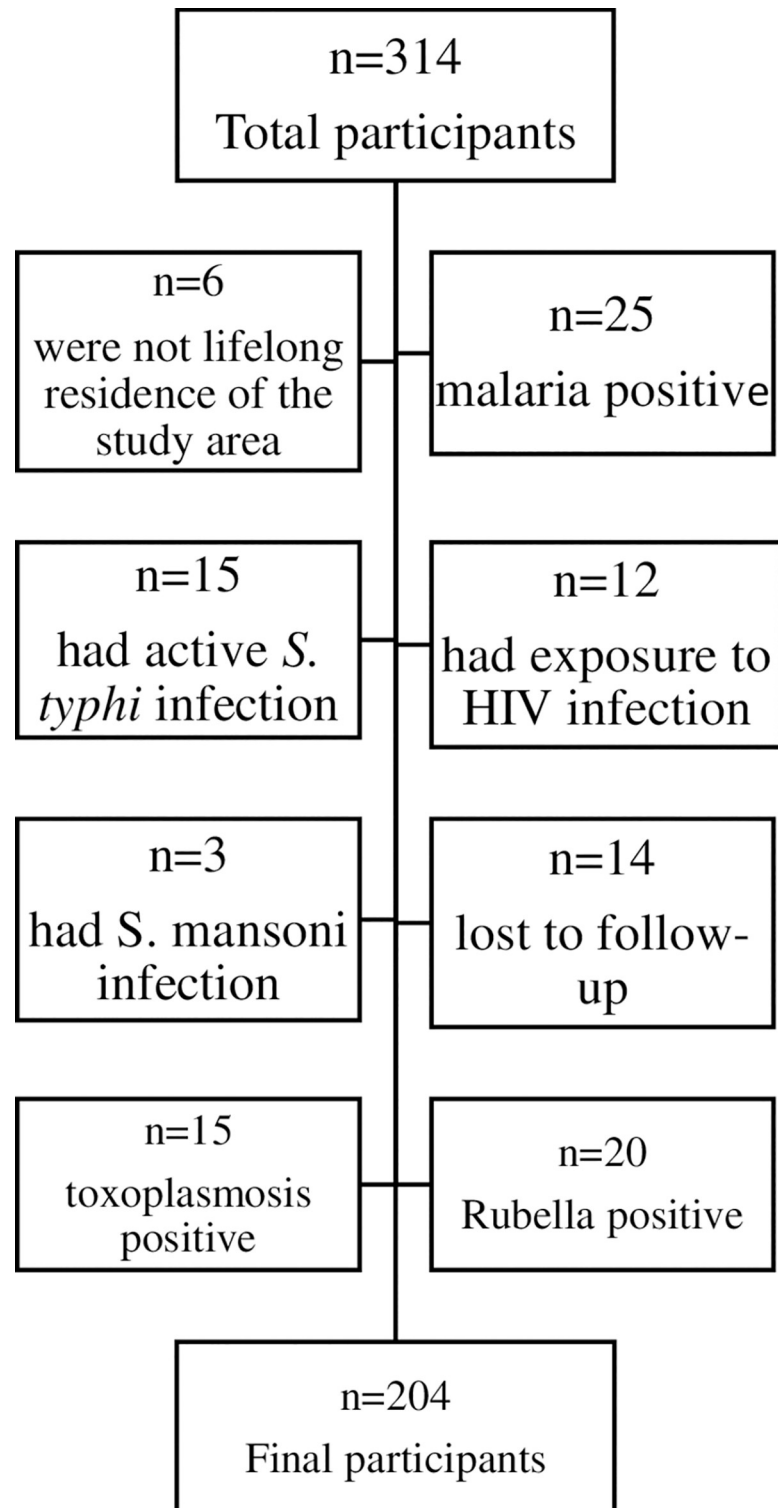 n=314
Total participants
n=6
were not lifelong
residence of the
study area
n=25
malaria positive
n=15
had active S.
typhi infection
n=12
had exposure to
HIV infection
n=3
had S. mansoni
infection
n=14
lost to follow-
up
n=15
toxoplasmosis
positive
n=20
Rubella positive
n=204
Final participants